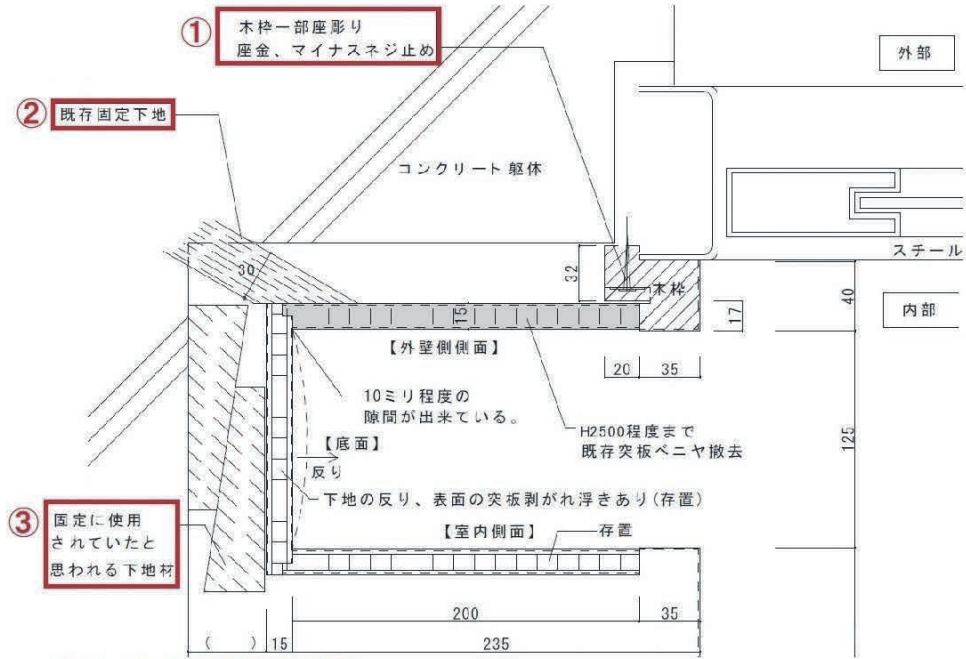 ①
木枠一部座彫り
座金、マイナスネジ止め
外部
②
既存固定下地
コンクリート躯体
スチール
30
32
木枠
40
15
17
内部
【外壁側側面】
20
35
10ミリ程度の
隙間が出来ている。
H2500程度まで
既存突板ベニヤ撤去
125
【底面】
反り
下地の反り、表面の突板剥がれ浮きあり(存置)
③
固定に使用
されていたと
思われる下地材
【室内側面】
存置
200
35
(　　)
15
235